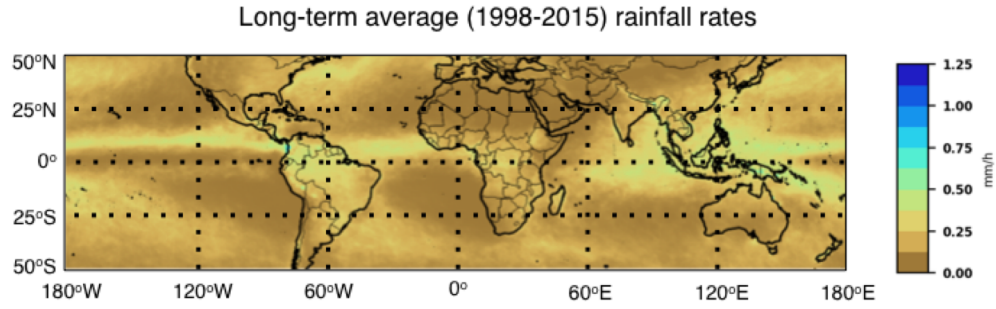 Long-term average (1998-2015) rainfall rates
50°N
25°N
0°
25°S
50°S
180°W 120°W 60°W 0° 60°E 120°E 180°E
1.25
1.00
0.75
0.50
0.25
0.00
mm/h